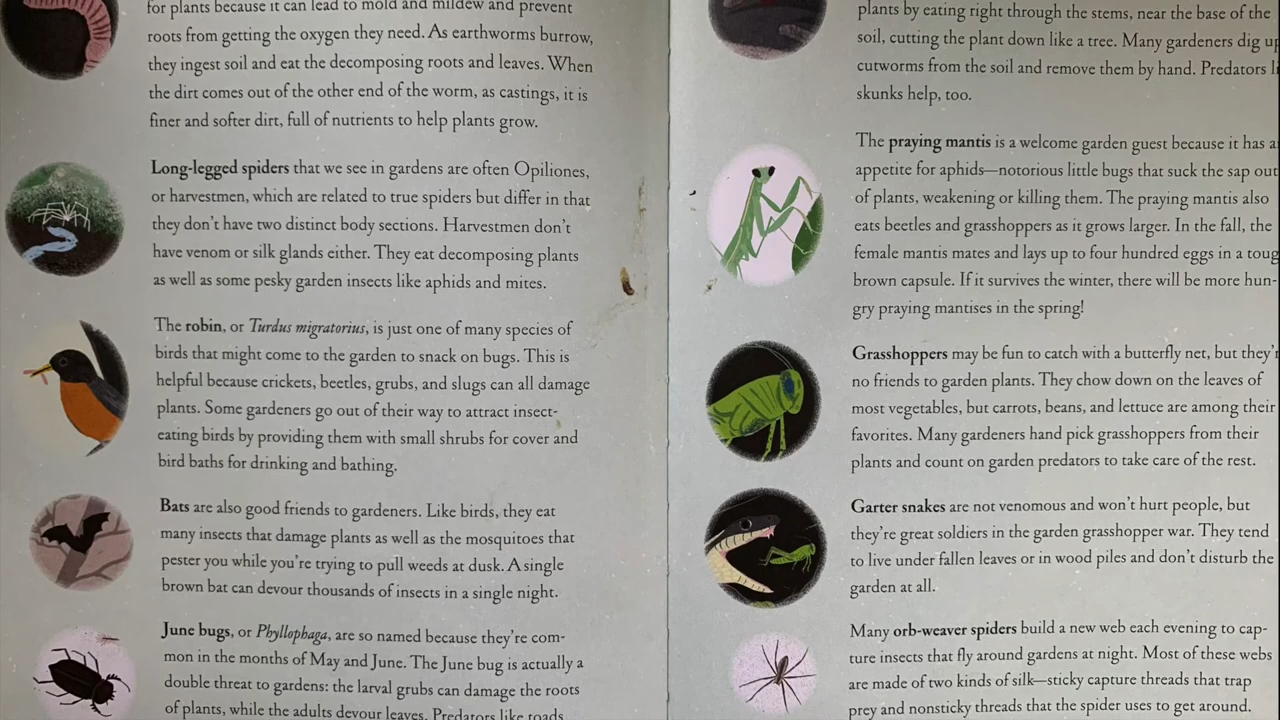 for plants because it can lead to mold and mildew and prevent
roots from getting the oxygen they need. As earthworms burrow,
they ingest soil and eat the decomposing roots and leaves. When
the dirt comes out of the other end of the worm, as castings, it is
finer and softer dirt, full of nutrients to help plants grow.
Long-legged spiders that we see in gardens are often Opiliones,
or harvestmen, which are related to true spiders but differ in that
they don't have two distinct body sections. Harvestmen don't
have venom or silk glands either. They eat decomposing plants
as well as some pesky garden insects like aphids and mites.
The robin, or Turdus migratorius, is just one of many species of
birds that might come to the garden to snack on bugs. This is
helpful because crickets, beetles, grubs, and slugs can all damage
plants. Some gardeners go out of their way to attract insect-
eating birds by providing them with small shrubs for cover and
bird baths for drinking and bathing.
Bats are also good friends to gardeners. Like birds, they eat
many insects that damage plants as well as the mosquitoes that
pester you while you're trying to pull weeds at dusk. A single
brown bat can devour thousands of insects in a single night.
June bugs, or Phyllophaga, are so named because they're com-
mon in the months of May and June. The June bug is actually a
double threat to gardens: the larval grubs can damage the roots
of plants, while the adults devour leaves. Predators like toads
plants by eating right through the stems, near the base of the
soil, cutting the plant down like a tree. Many gardeners dig up
cutworms from the soil and remove them by hand. Predators
skunks help, too.
The praying mantis is a welcome garden guest because it has
appetite for aphids—notorious little bugs that suck the sap out
of plants, weakening or killing them. The praying mantis also
eats beetles and grasshoppers as it grows larger. In the fall, the
female mantis mates and lays up to four hundred eggs in a
brown capsule. If it survives the winter, there will be more hun-
gry praying mantises in the spring!
Grasshoppers may be fun to catch with a butterfly net, but
no friends to garden plants. They chow down on the leaves of
most vegetables, but carrots, beans, and lettuce are among their
favorites. Many gardeners hand pick grasshoppers from their
plants and count on garden predators to take care of the rest.
Garter snakes are not venomous and won't hurt people, but
they're great soldiers in the garden grasshopper war. They tend
to live under fallen leaves or in wood piles and don't disturb the
garden at all.
Many orb-weaver spiders build a new web each evening to cap-
ture insects that fly around gardens at night. Most of these webs
are made of two kinds of silk—sticky capture threads that trap
prey and nonsticky threads that the spider uses to get around.